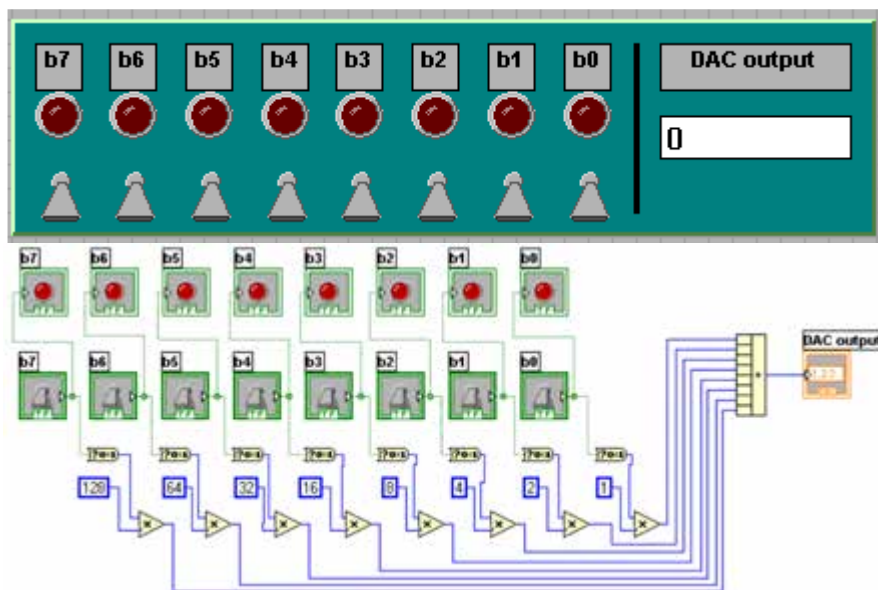 b7 b6 b5 b4 b3 b2 b1 b0 DAC output
0
b7 b6 b5 b4 b3 b2 b1 b0
DAC output
b7 b6 b5 b4 b3 b2 b1 b0
128 64 32 16 8 4 2 1